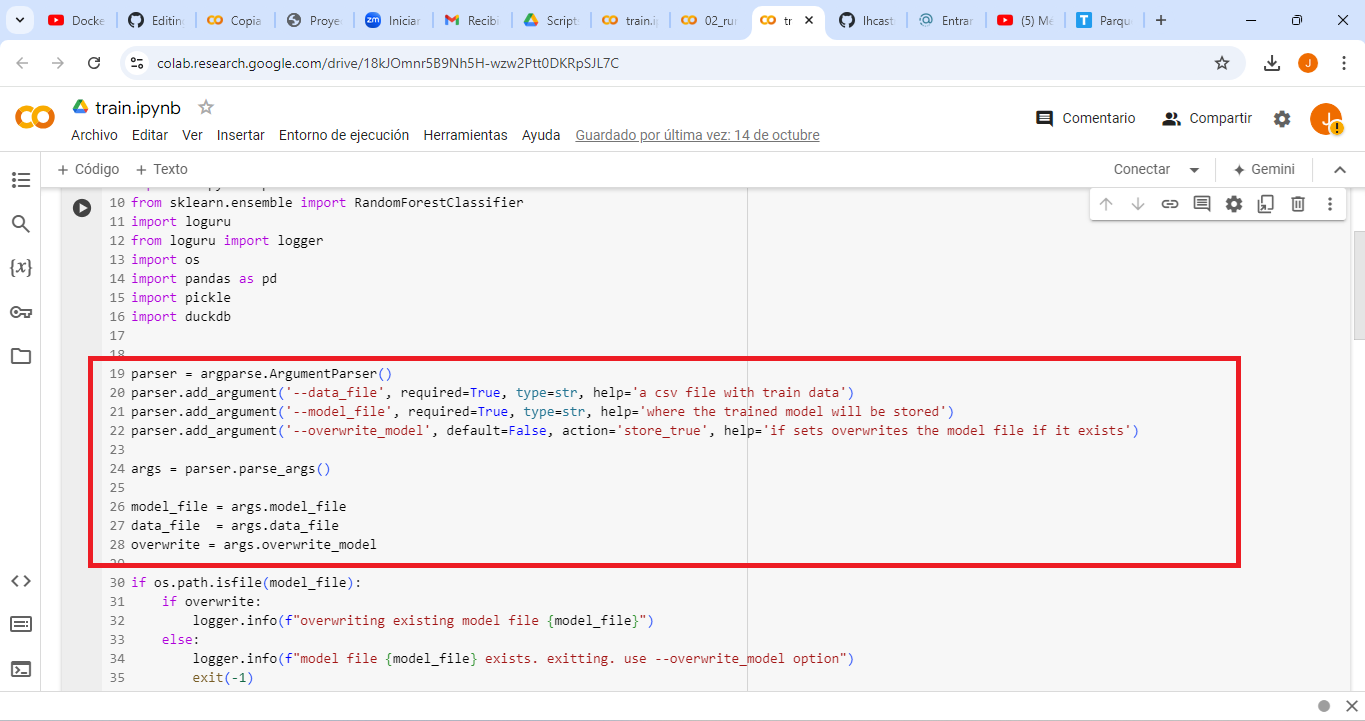 Docke
Editin
Copia
Proye
Iniciar
Recibi
Script
train.i
02_ru
tr
lhcast
Entrar
(5) M
Parqu
colab.research.google.com/drive/18kJOmnr5B9Nh5H-wzw2Ptt0DKRpSJL7C
J
train.ipynb
Comentario
Compartir
J
Archivo Editar Ver Insertar Entorno de ejecución Herramientas Ayuda Guardado por última vez: 14 de octubre
+ Código + Texto
Conectar
Gemini
10 from sklearn.ensemble import RandomForestClassifier
11 import loguru
12 from loguru import logger
13 import os
14 import pandas as pd
15 import pickle
16 import duckdb
17
18
19 parser = argparse.ArgumentParser()
20 parser.add_argument('--data_file', required=True, type=str, help='a csv file with train data')
21 parser.add_argument('--model_file', required=True, type=str, help='where the trained model will be stored')
22 parser.add_argument('--overwrite_model', default=False, action='store_true', help='if sets overwrites the model file if it exists')
23
24 args = parser.parse_args()
25
26 model_file = args.model_file
27 data_file  = args.data_file
28 overwrite = args.overwrite_model
29
30 if os.path.isfile(model_file):
31     if overwrite:
32         logger.info(f"overwriting existing model file {model_file}")
33     else:
34         logger.info(f"model file {model_file} exists. exitting. use --overwrite_model option")
35         exit(-1)